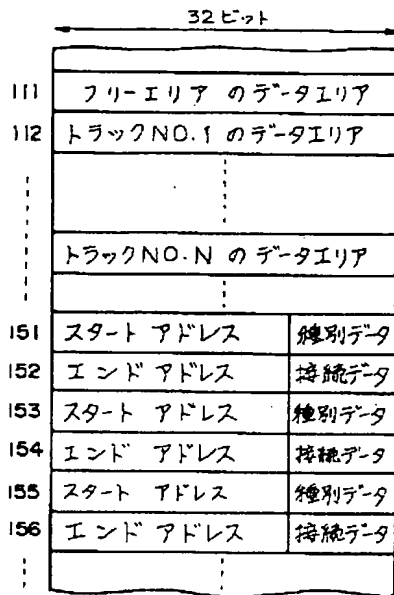 32ビット
111 フリーエリアのデータエリア
112 トラックNO.1のデータエリア
トラックNO.Nのデータエリア
151 スタート アドレス 種別データ
152 エンド アドレス 接続データ
153 スタート アドレス 種別データ
154 エンド アドレス 接続データ
155 スタート アドレス 種別データ
156 エンド アドレス 接続データ